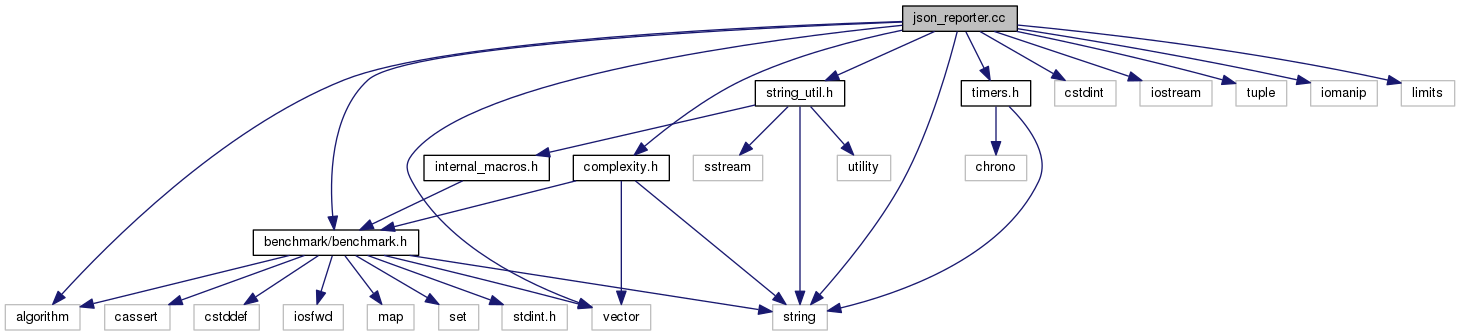 json_reporter.cc
string_util.h
timers.h
cstdint
iostream
tuple
iomanip
limits
internal_macros.h
complexity.h
sstream
utility
chrono
benchmark/benchmark.h
algorithm
cassert
cstddef
iosfwd
map
set
stdint.h
vector
string